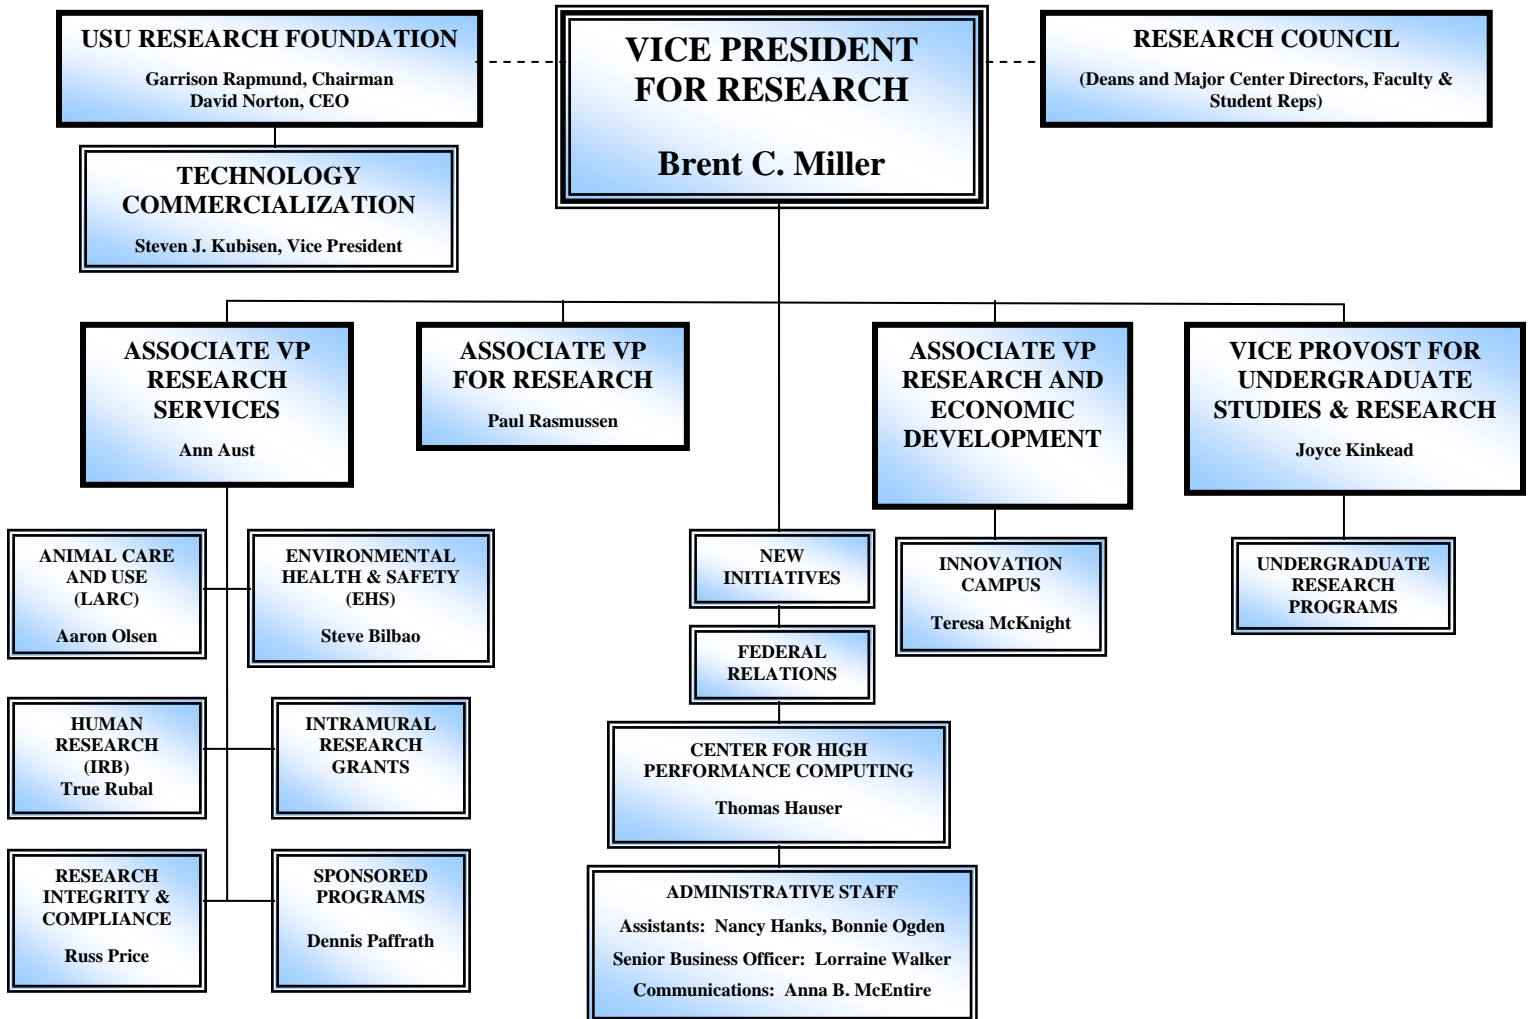 USU RESEARCH FOUNDATION
Garrison Rapmund, Chairman
David Norton, CEO
VICE PRESIDENT
FOR RESEARCH
Brent C. Miller
RESEARCH COUNCIL
(Deans and Major Center Directors, Faculty &
Student Reps)
TECHNOLOGY
COMMERCIALIZATION
Steven J. Kubisen, Vice President
ASSOCIATE VP
RESEARCH
SERVICES
Ann Aust
ASSOCIATE VP
FOR RESEARCH
Paul Rasmussen
ASSOCIATE VP
RESEARCH AND
ECONOMIC
DEVELOPMENT
VICE PROVOST FOR
UNDERGRADUATE
STUDIES & RESEARCH
Joyce Kinkead
ANIMAL CARE
AND USE
(LARC)
Aaron Olsen
ENVIRONMENTAL
HEALTH & SAFETY
(EHS)
Steve Bilbao
NEW
INITIATIVES
INNOVATION
CAMPUS
Teresa McKnight
UNDERGRADUATE
RESEARCH
PROGRAMS
FEDERAL
RELATIONS
HUMAN
RESEARCH
(IRB)
True Rubal
INTRAMURAL
RESEARCH
GRANTS
CENTER FOR HIGH
PERFORMANCE COMPUTING
Thomas Hauser
RESEARCH
INTEGRITY &
COMPLIANCE
Russ Price
SPONSORED
PROGRAMS
Dennis Paffrath
ADMINISTRATIVE STAFF
Assistants: Nancy Hanks, Bonnie Ogden
Senior Business Officer: Lorraine Walker
Communications: Anna B. McEntire